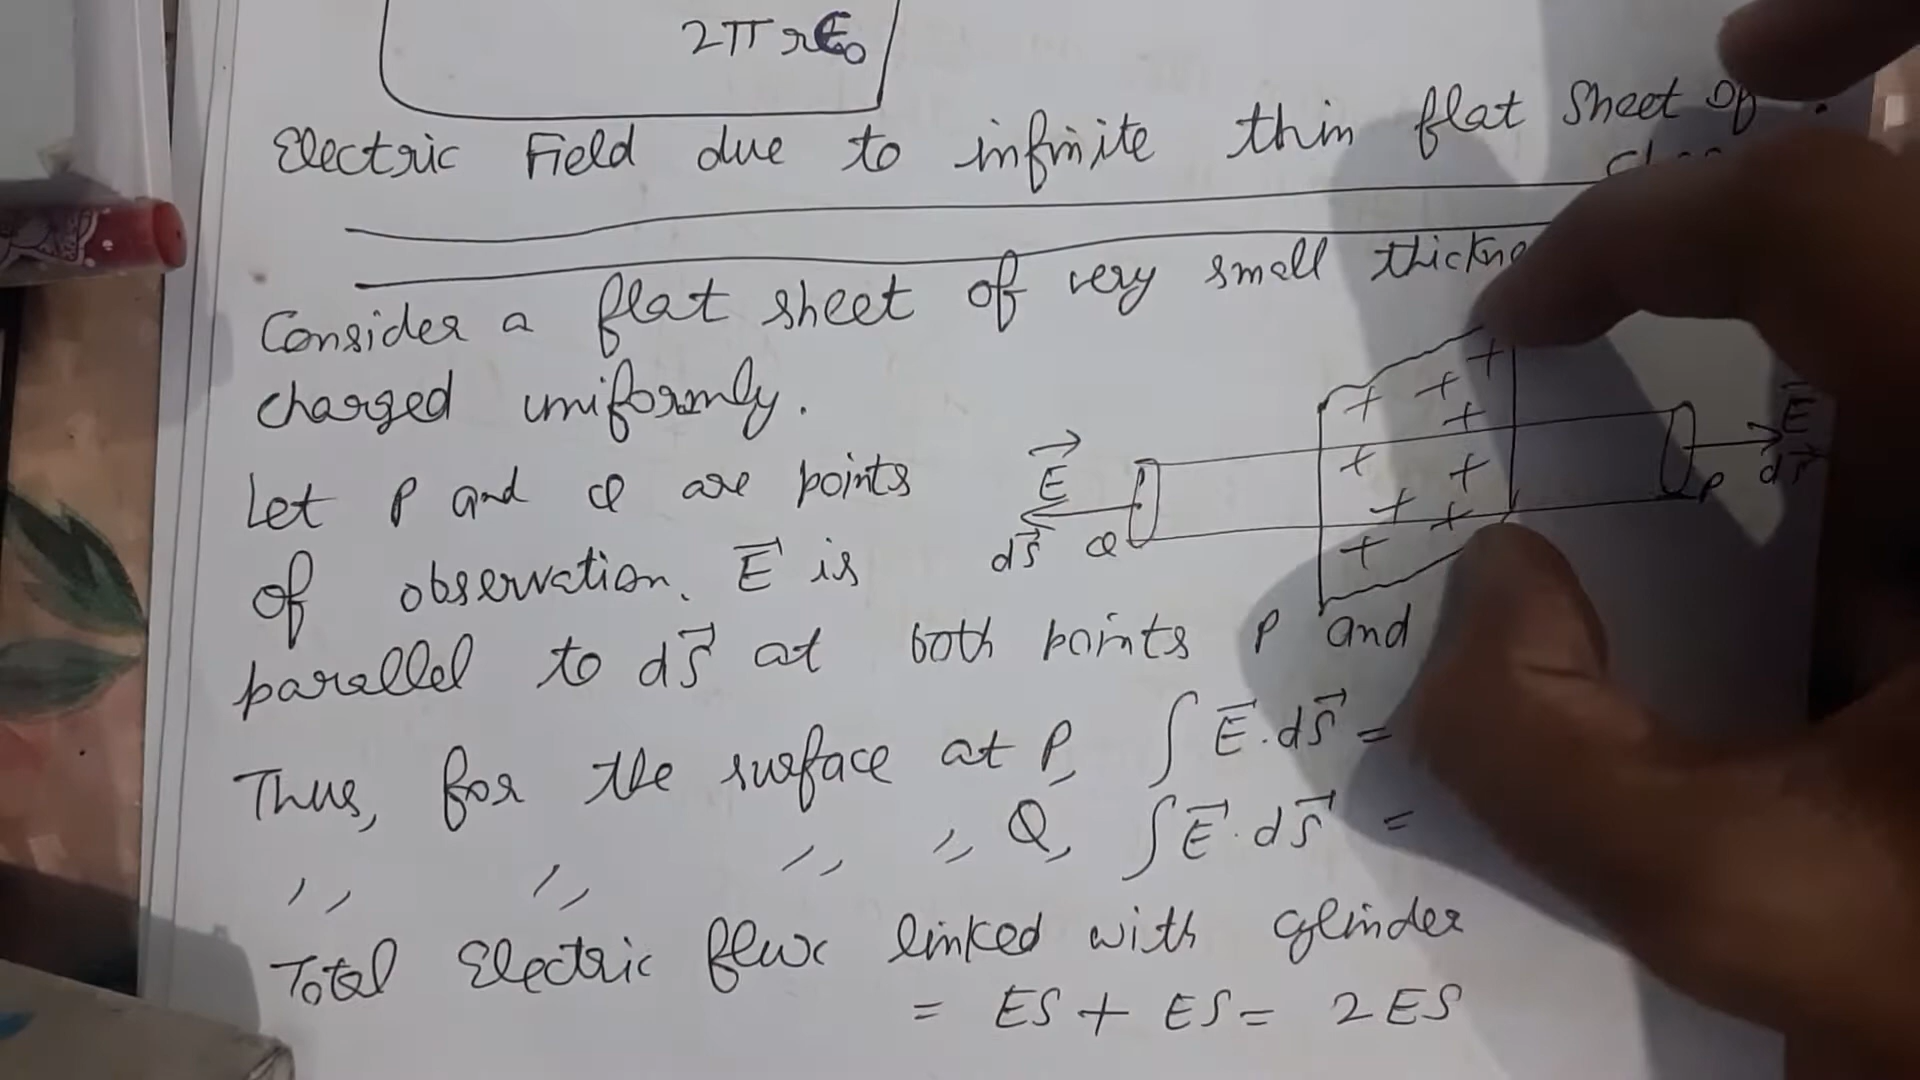 2πrε₀
Electric Field due to infinite thin flat sheet of
Consider a flat sheet of very small
charged uniformly.
Let P and Q are points
of observation. E⃗ is
parallel to dS⃗ at both points P and
Thus, for the surface at P, ∫ E⃗.dS⃗ =
〃 〃 〃 〃 Q, ∫ E⃗.dS⃗ =
Total Electric flux linked with cylinder
= ES + ES = 2ES
E⃗
dS⃗ Q
+ + +
+
+ +
+ +
+
E⃗
P